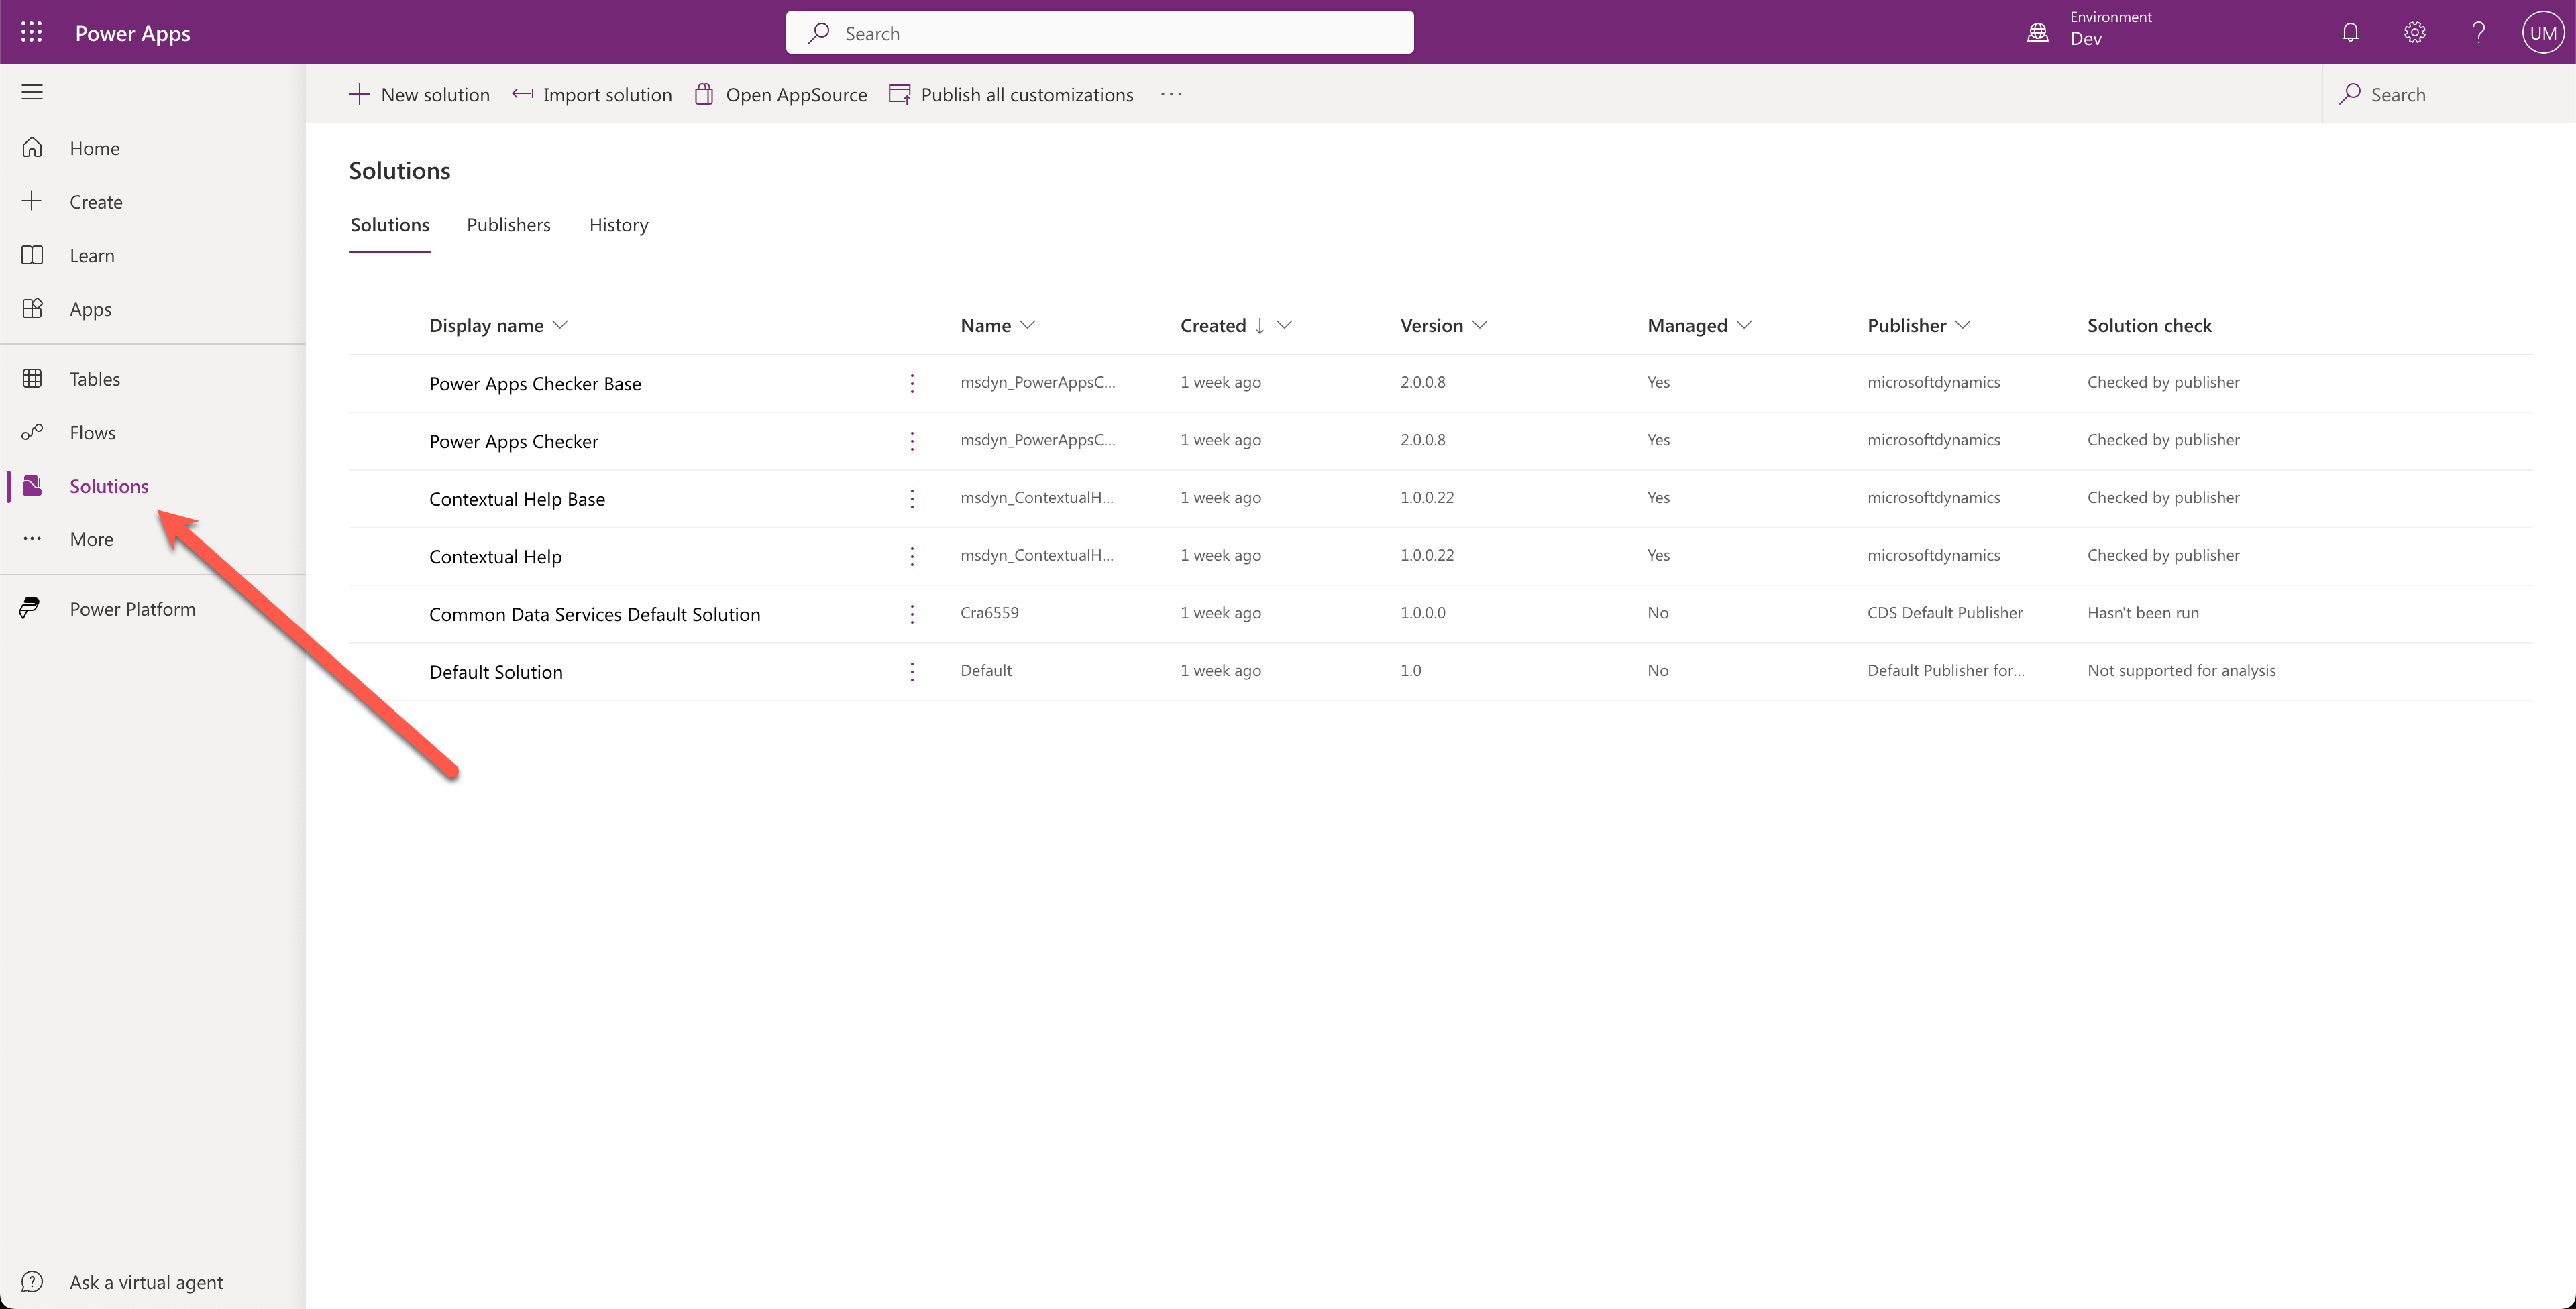 Power Apps
Search
Environment
Dev
UM
New solution
Import solution
Open AppSource
Publish all customizations
Search
Home
Create
Learn
Apps
Tables
Flows
Solutions
More
Power Platform
Ask a virtual agent
Solutions
Solutions Publishers History
Display name Name Created Version Managed Publisher Solution check
Power Apps Checker Base msdyn_PowerAppsC... 1 week ago 2.0.0.8 Yes microsoftdynamics Checked by publisher
Power Apps Checker msdyn_PowerAppsC... 1 week ago 2.0.0.8 Yes microsoftdynamics Checked by publisher
Contextual Help Base msdyn_ContextualH... 1 week ago 1.0.0.22 Yes microsoftdynamics Checked by publisher
Contextual Help msdyn_ContextualH... 1 week ago 1.0.0.22 Yes microsoftdynamics Checked by publisher
Common Data Services Default Solution Cra6559 1 week ago 1.0.0.0 No CDS Default Publisher Hasn't been run
Default Solution Default 1 week ago 1.0 No Default Publisher for... Not supported for analysis